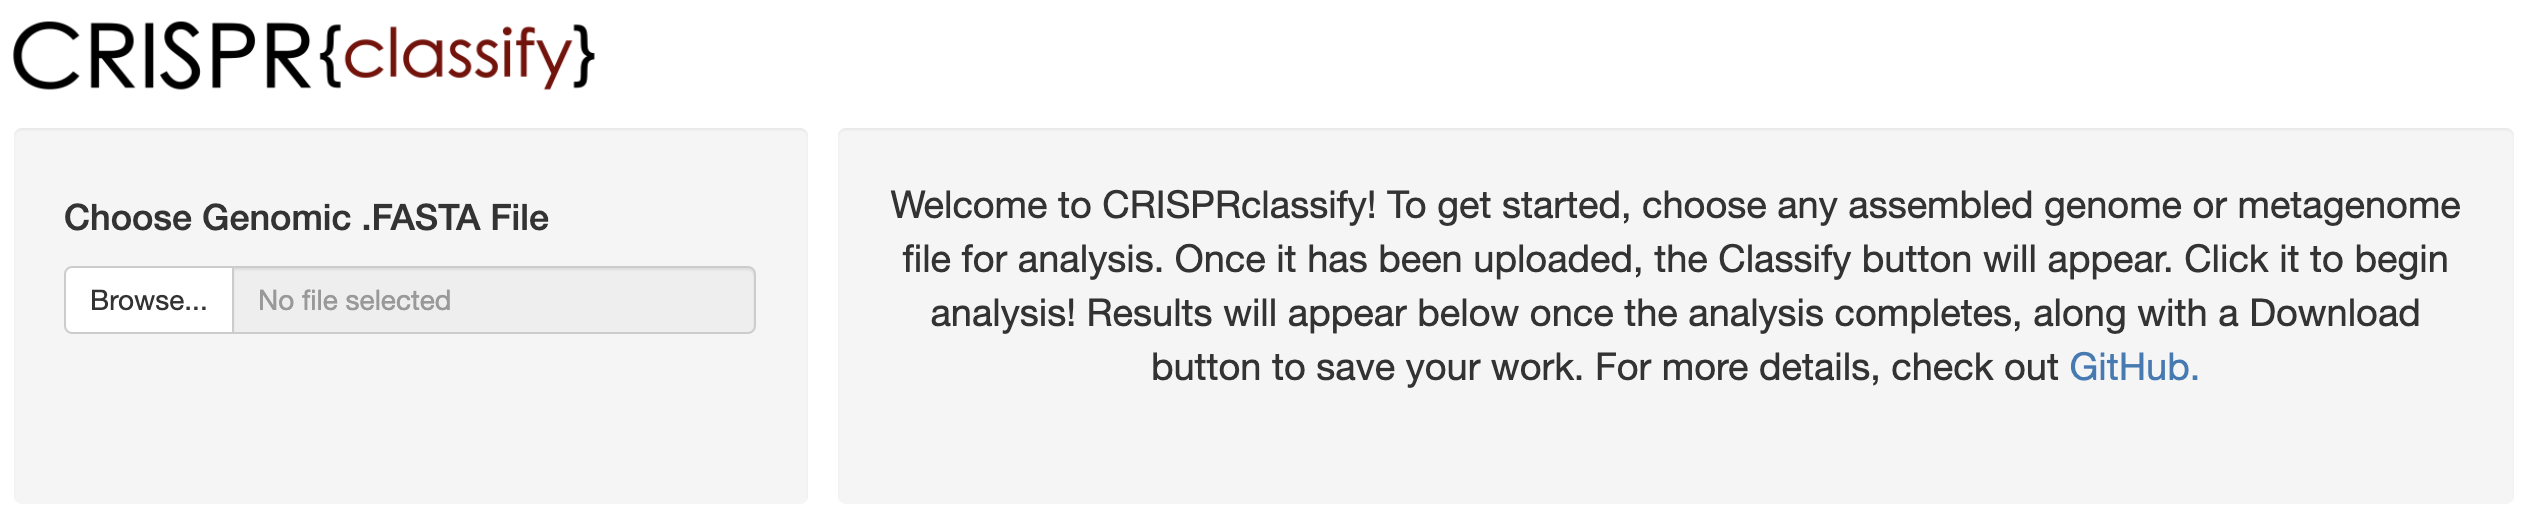 CRISPR{classify}
Choose Genomic .FASTA File
Browse... No file selected
Welcome to CRISPRclassify! To get started, choose any assembled genome or metagenome
file for analysis. Once it has been uploaded, the Classify button will appear. Click it to begin
analysis! Results will appear below once the analysis completes, along with a Download
button to save your work. For more details, check out GitHub.